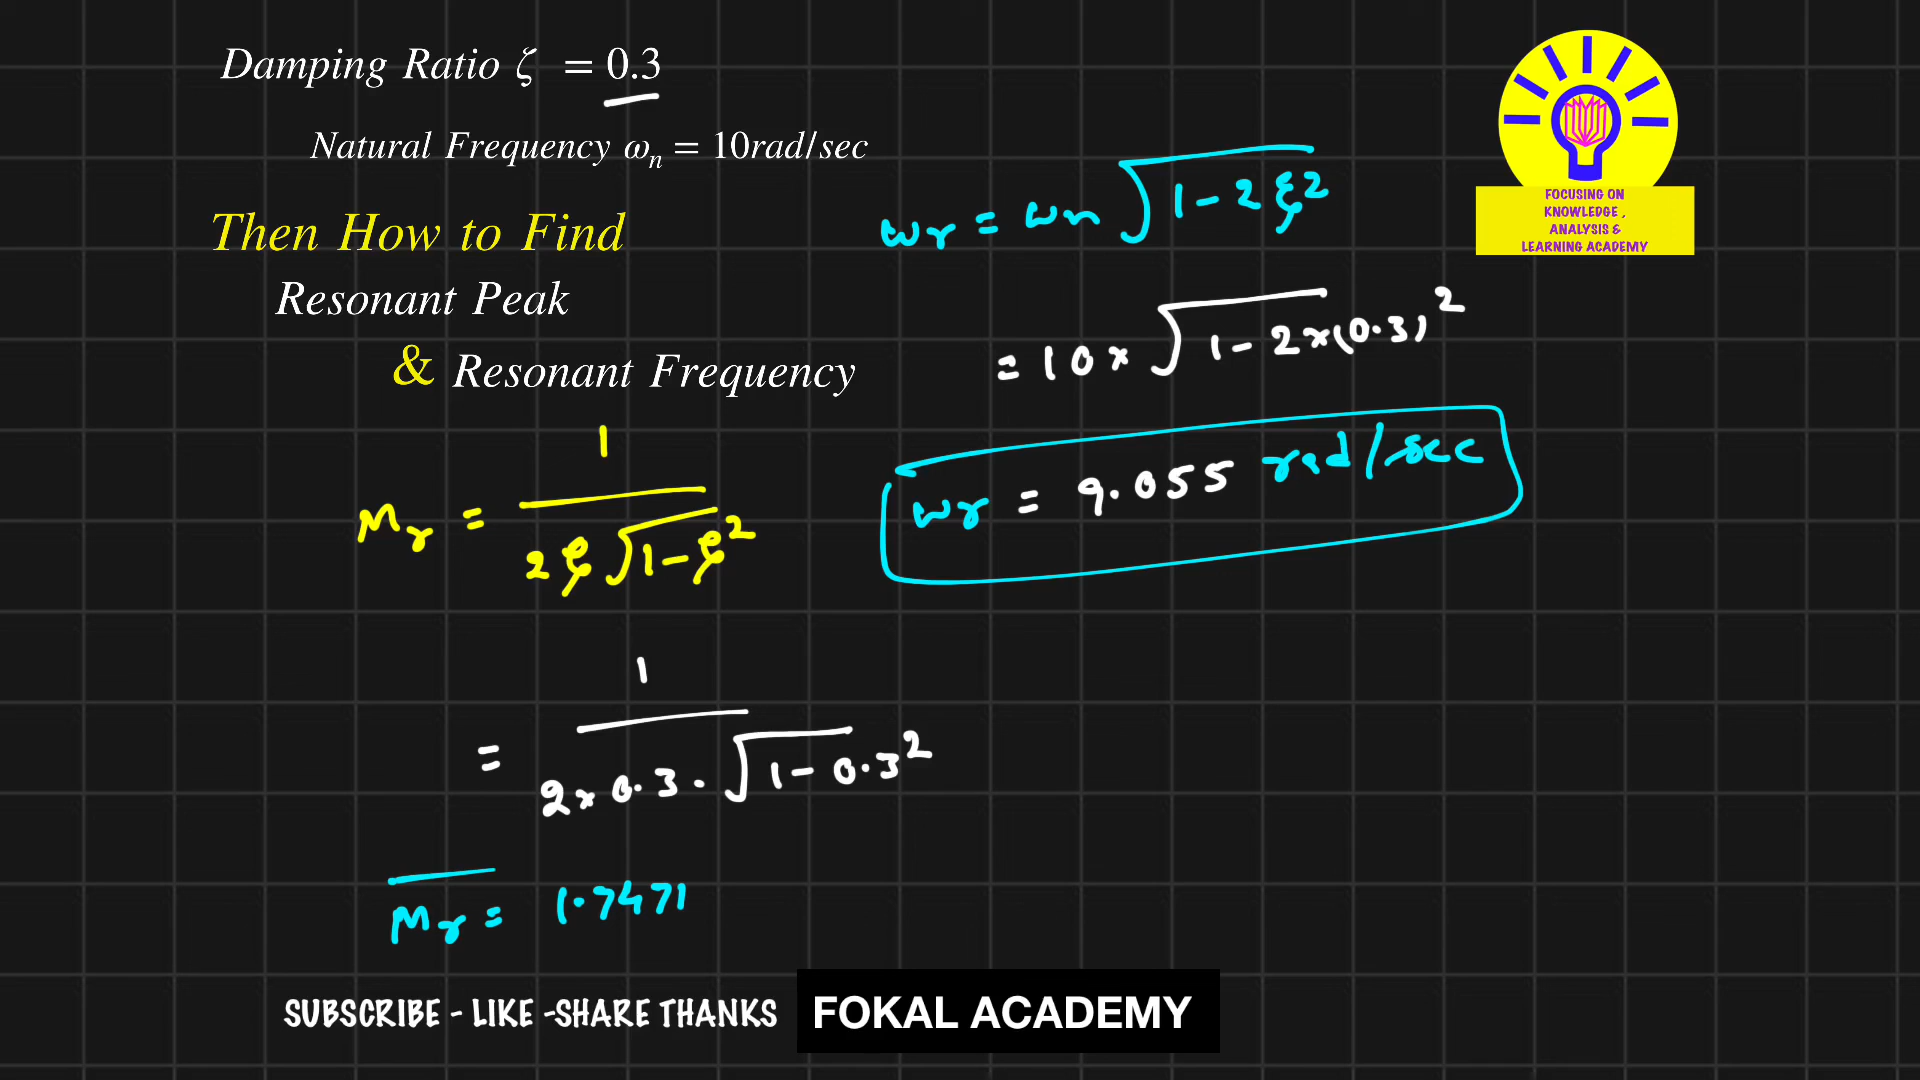 Damping Ratio ζ = 0.3
Natural Frequency ωn = 10rad/sec
Then How to Find
Resonant Peak
& Resonant Frequency
Mr = 1 / 2ξ√1-ξ²
= 1 / 2×0.3·√1-0.3²
Mr = 1.7471
ωr = ωn √1-2ξ²
= 10× √1-2×(0.3)²
ωr = 9.055 rad/sec
FOCUSING ON
KNOWLEDGE ,
ANALYSIS &
LEARNING ACADEMY
SUBSCRIBE - LIKE -SHARE THANKS
FOKAL ACADEMY